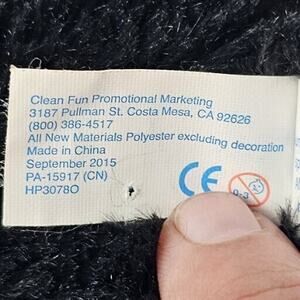 Clean Fun Promotional Marketing
3187 Pullman St. Costa Mesa, CA 92626
(800) 386-4517
All New Materials Polyester excluding decoration
Made in China
September 2015
PA-15917 (CN)
HP3078O
CE
0-3